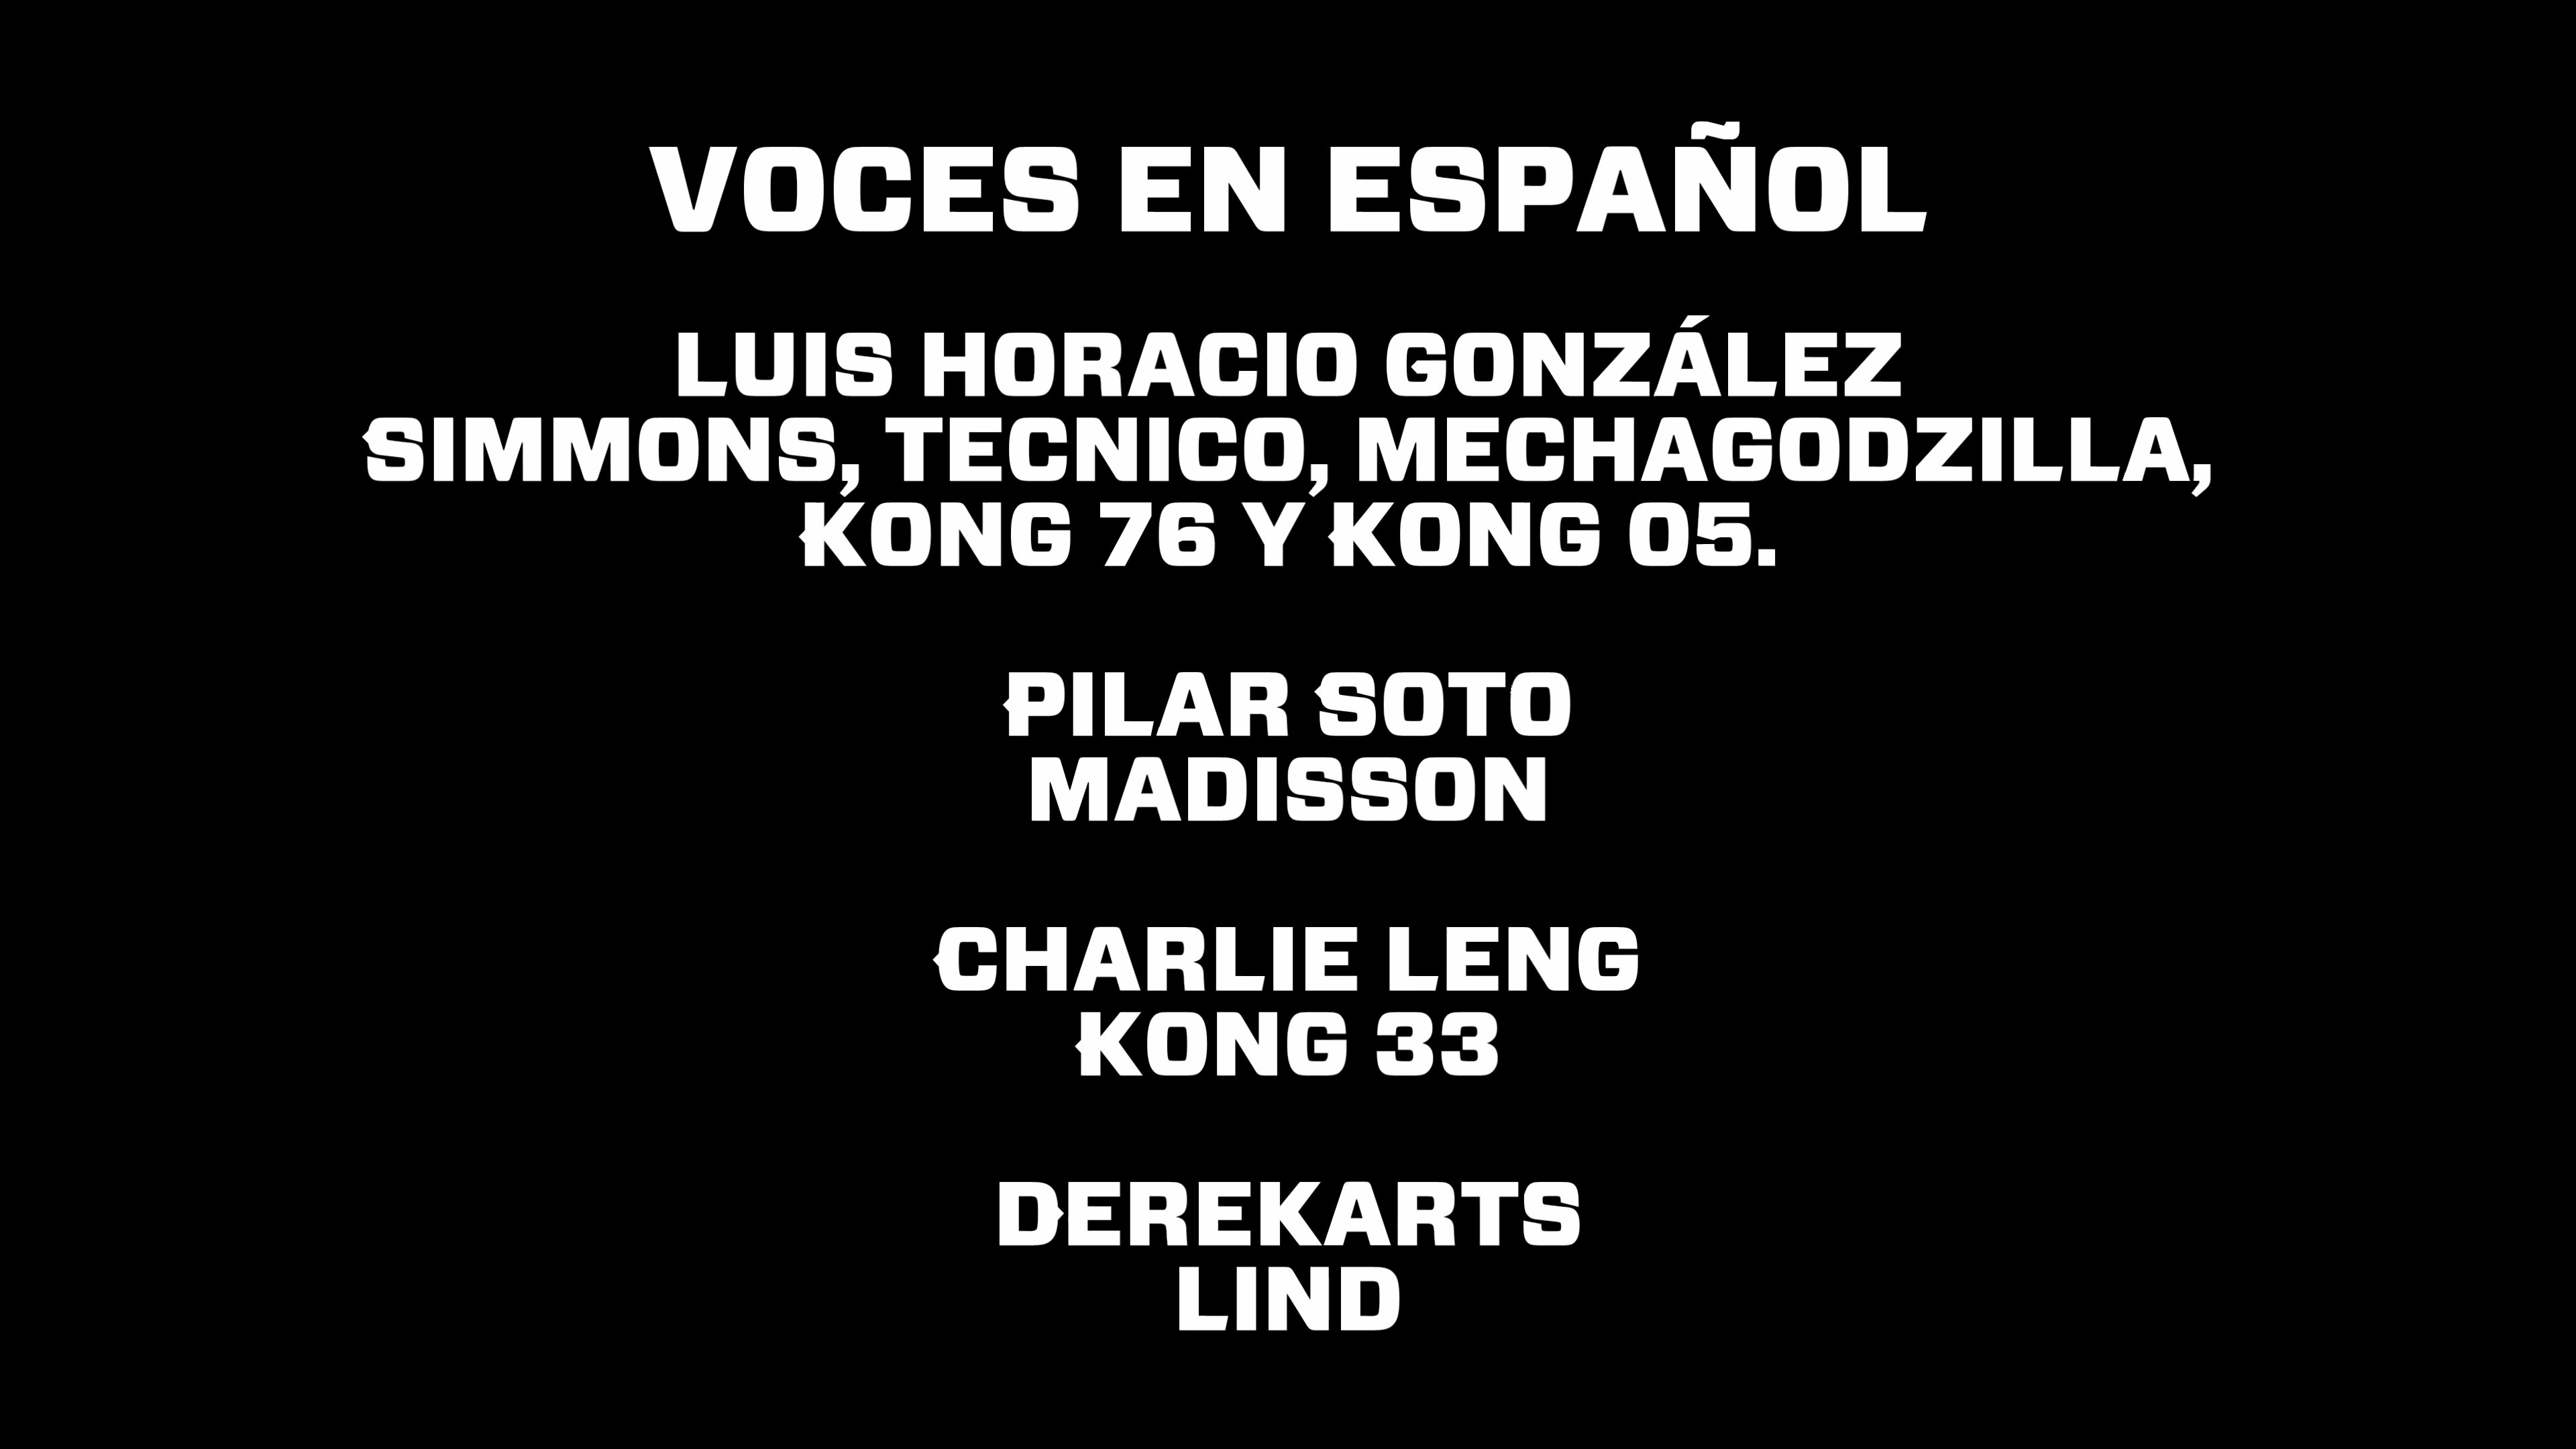 VOCES EN ESPAÑOL
LUIS HORACIO GONZÁLEZ
SIMMONS, TECNICO, MECHAGODZILLA,
KONG 76 Y KONG 05.
PILAR SOTO
MADISSON
CHARLIE LENG
KONG 33
DEREKARTS
LIND